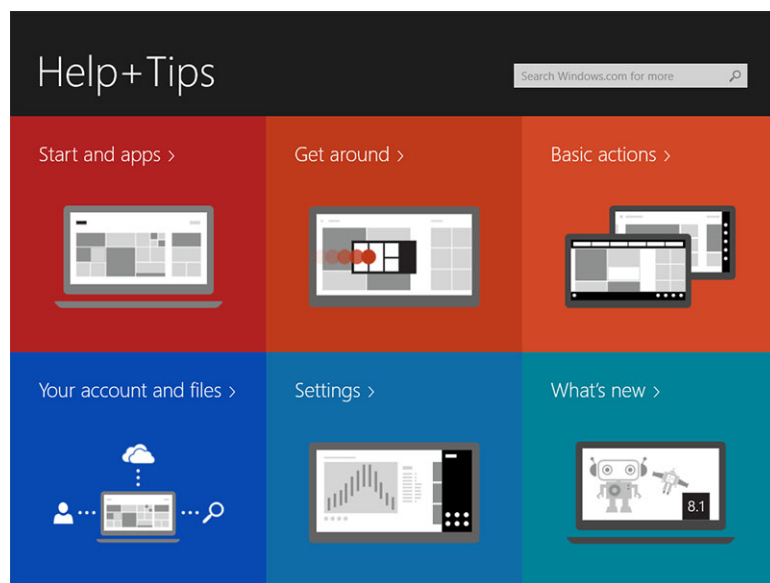 Help+Tips
Search Windows.com for more
Start and apps >
Get around >
Basic actions >
Your account and files >
Settings >
What's new >
8.1